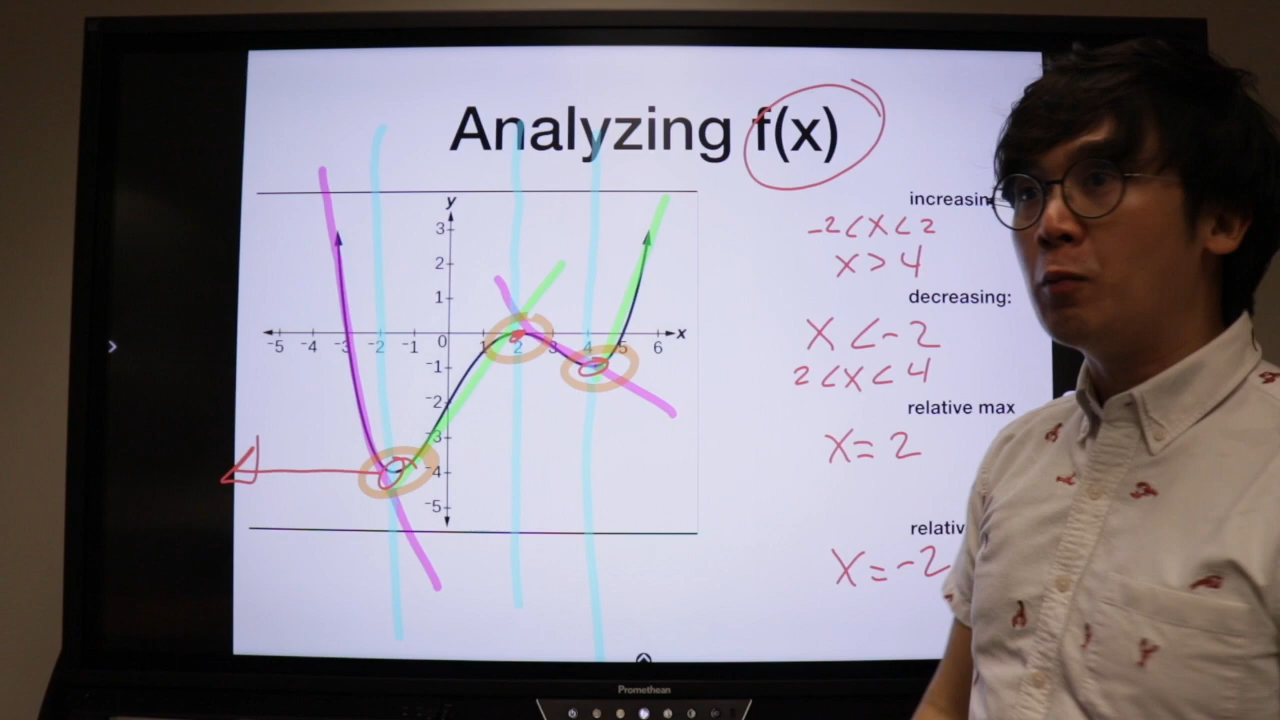 Analyzing f(x)
increasin
-2<x<2
x>4
decreasing:
x<-2
2<x<4
relative max
x=2
relativ
x=-2
y
3
2
1
-5 -4 -3 -2 -1 0 1 2 3 4 5 6 x
-1
-2
-3
-4
-5
Promethean